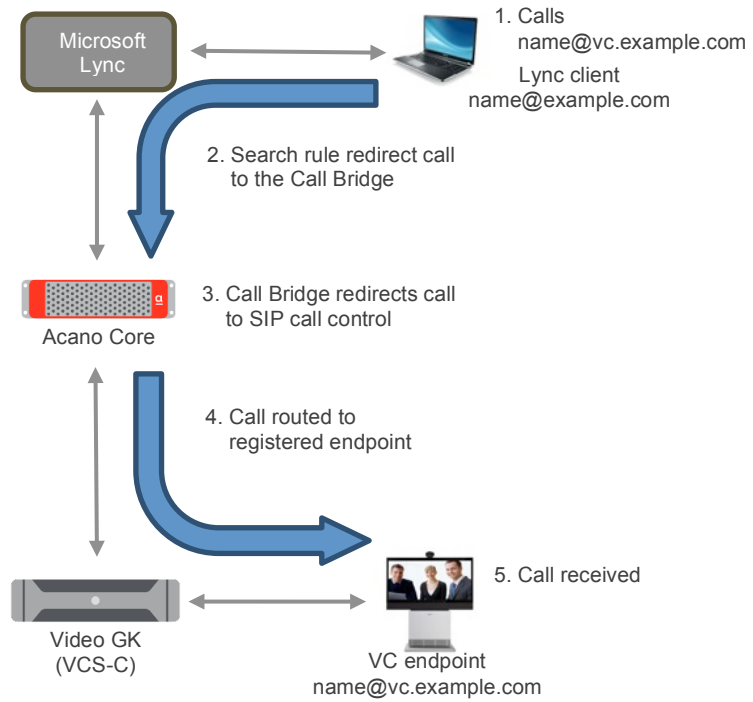 Microsoft
Lync
1. Calls
name@vc.example.com
Lync client
name@example.com
2. Search rule redirect call
to the Call Bridge
3. Call Bridge redirects call
to SIP call control
a
Acano Core
4. Call routed to
registered endpoint
5. Call received
Video GK
(VCS-C)
VC endpoint
name@vc.example.com